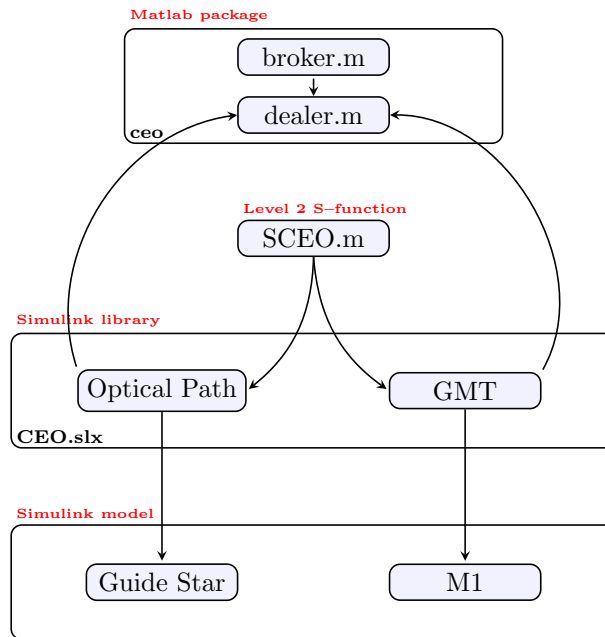 Matlab package
broker.m
dealer.m
ceo
Level 2 S–function
SCEO.m
Simulink library
Optical Path
GMT
CEO.slx
Simulink model
Guide Star
M1